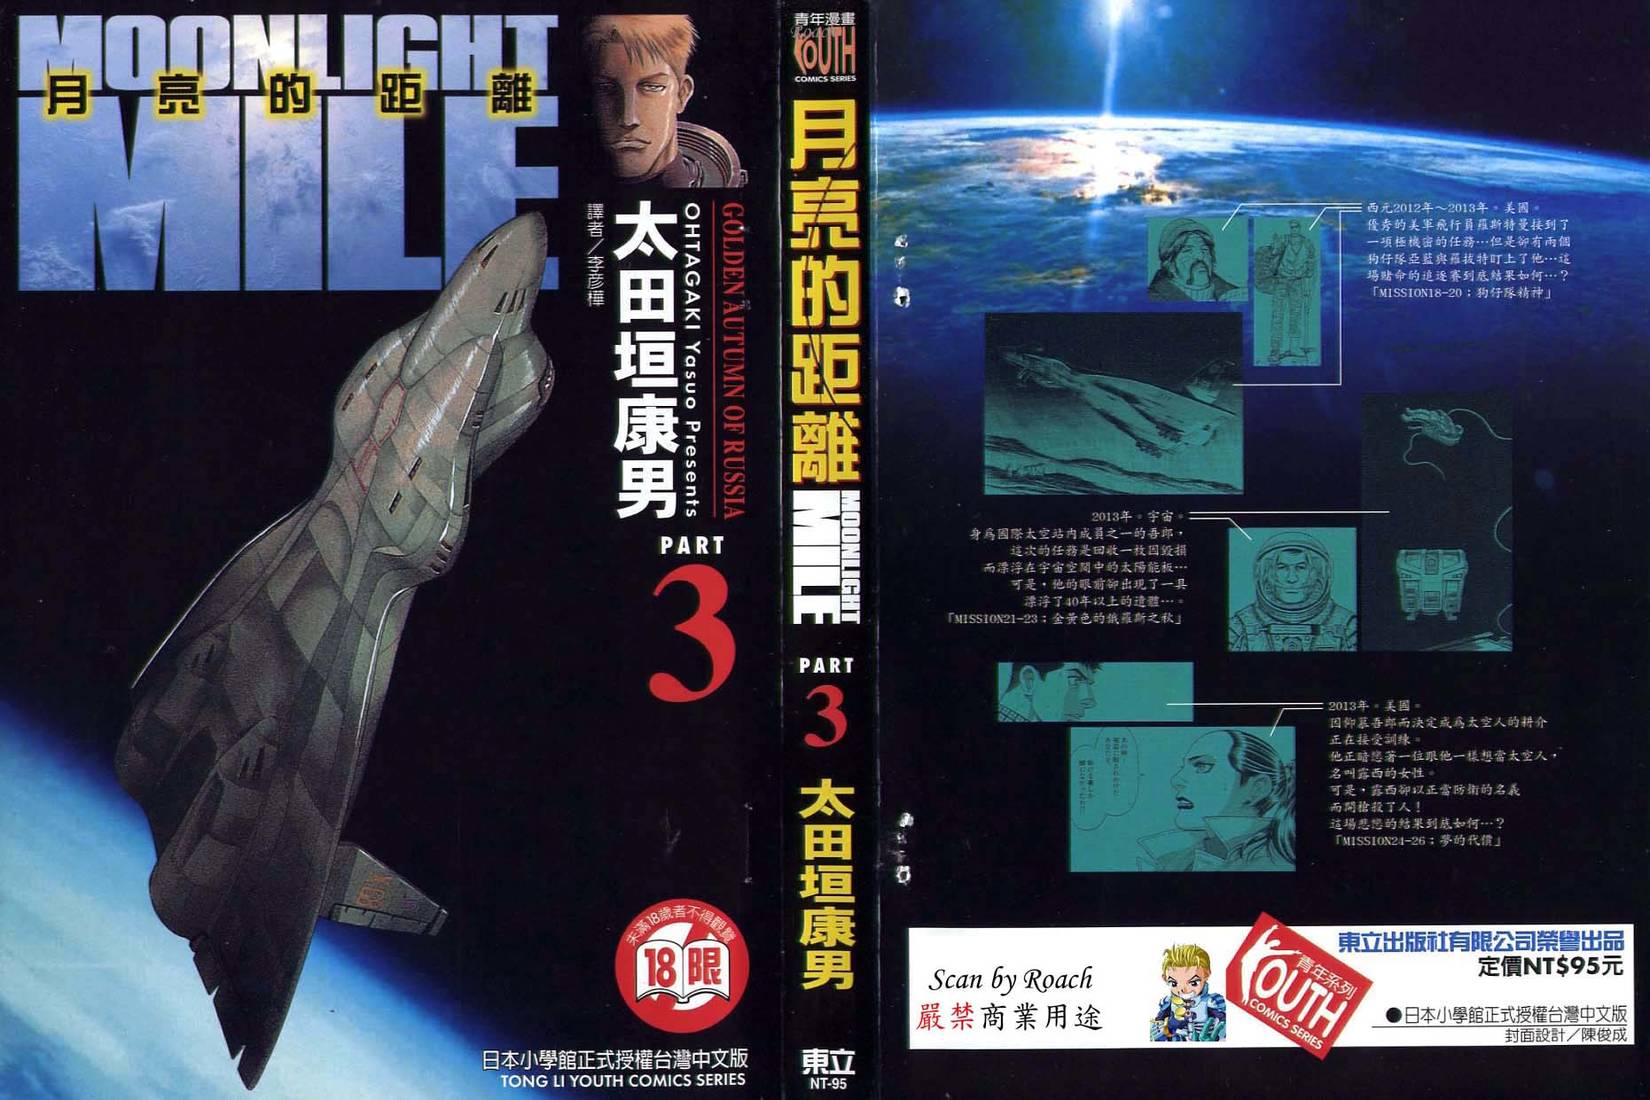 MOONLIGHT
MILE
月亮的距離
GOLDEN AUTUMN OF RUSSIA
OHTAGAKI Yasuo Presents
太田垣康男
譯者／李彦樺
PART
3
未滿18歲者不得觀覽
18限
日本小學館正式授權台灣中文版
TONG LI YOUTH COMICS SERIES
青年漫畫
Roach
YOUTH
COMICS SERIES
月亮的距離
MOONLIGHT
MILE
PART
3
太田垣康男
東立
NT-95
西元2012年～2013年。美國。
優秀的美軍飛行員羅斯特曼接到了
一項極機密的任務…但是卻有兩個
狗仔隊亞藍與羅拔特盯上了他…這
場賭命的追逐賽到底結果如何…？
「MISSION18-20；狗仔隊精神」
2013年。宇宙。
身為國際太空站內成員之一的吾郎，
這次的任務是回收一枚因毀損
而漂浮在宇宙空間中的太陽能板…
可是，他的眼前卻出現了一具
漂浮了40年以上的遺體…。
「MISSION21-23；金黃色的俄羅斯之秋」
2013年。美國。
因仰慕吾郎而決定成為太空人的耕介
正在接受訓練。
他正暗戀著一位跟他一樣想當太空人，
名叫露西的女性。
可是，露西卻以正當防衛的名義
而開槍殺了人！
這場悲戀的結果到底如何…？
「MISSION24-26；夢的代價」
Scan by Roach
嚴禁商業用途
青年系列
YOUTH
COMICS SERIES
東立出版社有限公司榮譽出品
定價NT$95元
●日本小學館正式授權台灣中文版
封面設計／陳俊成